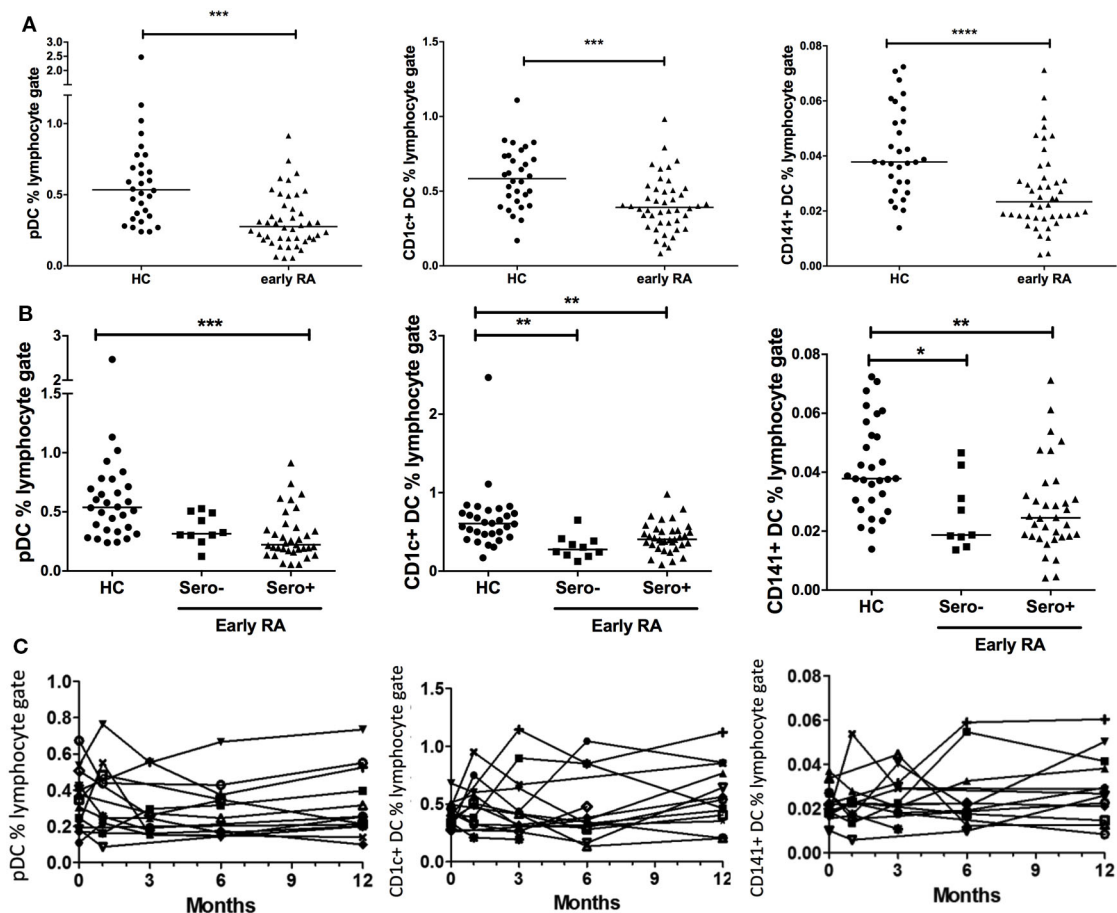 A
pDC % lymphocyte gate
3.0
2.5
2.0
1.0
0.5
0.0
***
HC
early RA
CD1c+ DC % lymphocyte gate
1.5
1.0
0.5
0.0
***
HC
early RA
CD141+ DC % lymphocyte gate
0.08
0.06
0.04
0.02
0.00
****
HC
early RA
B
pDC % lymphocyte gate
3
2
1.5
1.0
0.5
0.0
***
HC
Sero-
Sero+
Early RA
CD1c+ DC % lymphocyte gate
3
2
1
0
**
**
HC
Sero-
Sero+
Early RA
CD141+ DC % lymphocyte gate
0.08
0.06
0.04
0.02
0.00
**
*
HC
Sero-
Sero+
Early RA
C
pDC % lymphocyte gate
1.0
0.8
0.6
0.4
0.2
0.0
0 3 6 9 12
Months
CD1c+ DC % lymphocyte gate
1.5
1.0
0.5
0.0
0 3 6 9 12
Months
CD141+ DC % lymphocyte gate
0.08
0.06
0.04
0.02
0.00
0 3 6 9 12
Months